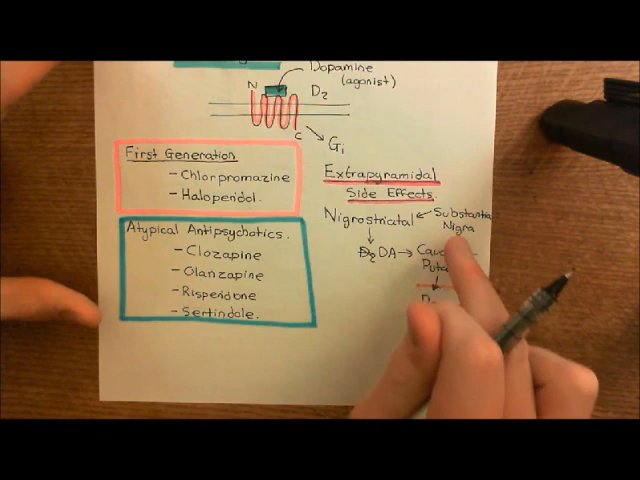 Dopamine
(agonist)
N
D2
C
Gi
First Generation
- Chlorpromazine
- Haloperidol.
Atypical Antipsychotics.
- Clozapine
- Olanzapine
- Risperidone
- Sertindole.
Extrapyramidal
Side Effects.
Nigrostriatal ← Substantia
Nigra
DA →